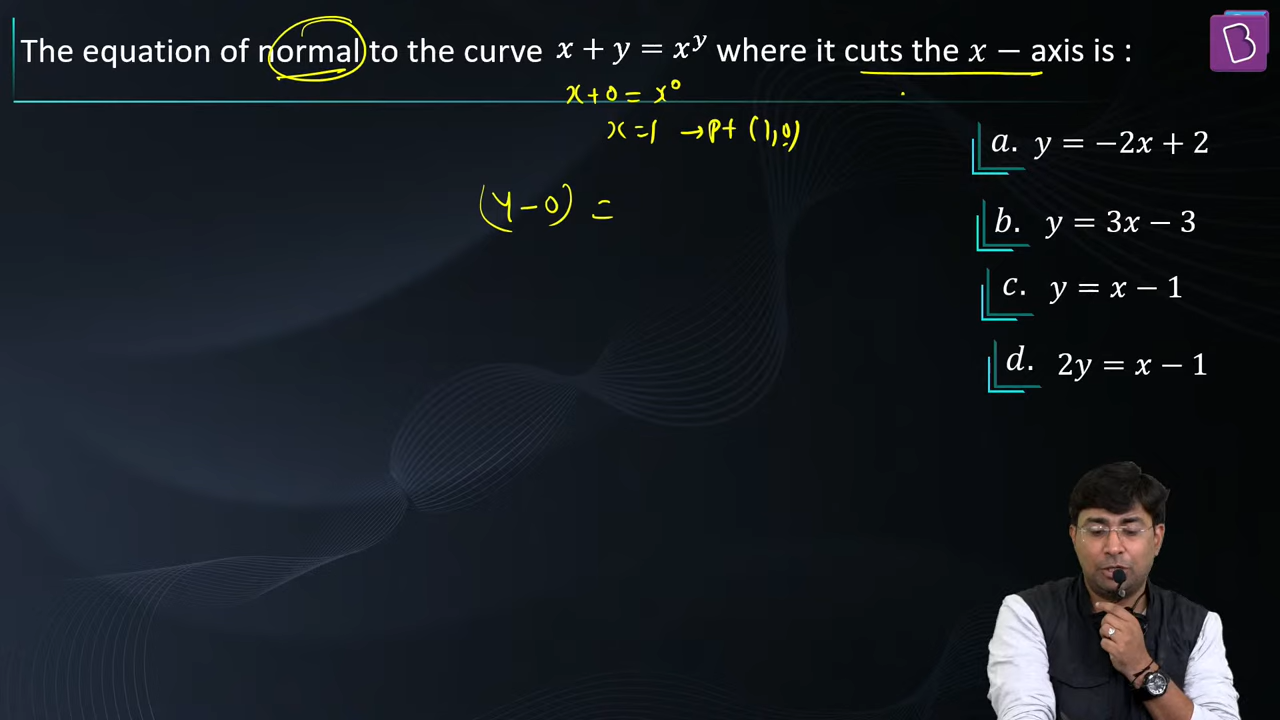 The equation of normal to the curve x + y = x^y where it cuts the x − axis is :
x + 0 = x^0
x = 1 → pt (1,0)
(y − 0) =
a. y = −2x + 2
b. y = 3x − 3
c. y = x − 1
d. 2y = x − 1
B